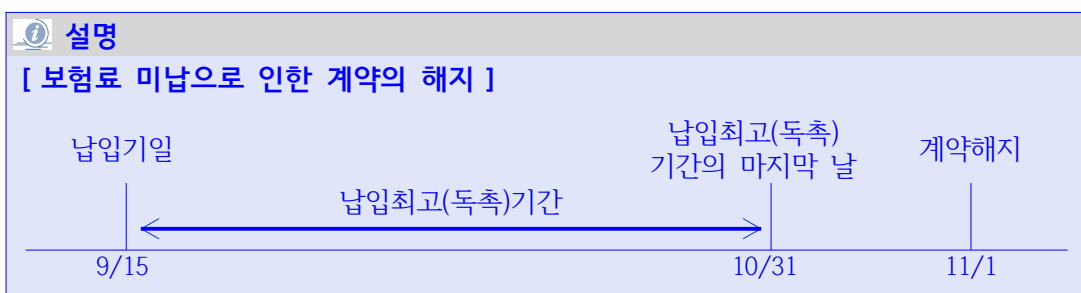 설명
[ 보험료 미납으로 인한 계약의 해지 ]
납입기일
납입최고(독촉)
기간의 마지막 날
계약해지
납입최고(독촉)기간
9/15
10/31
11/1